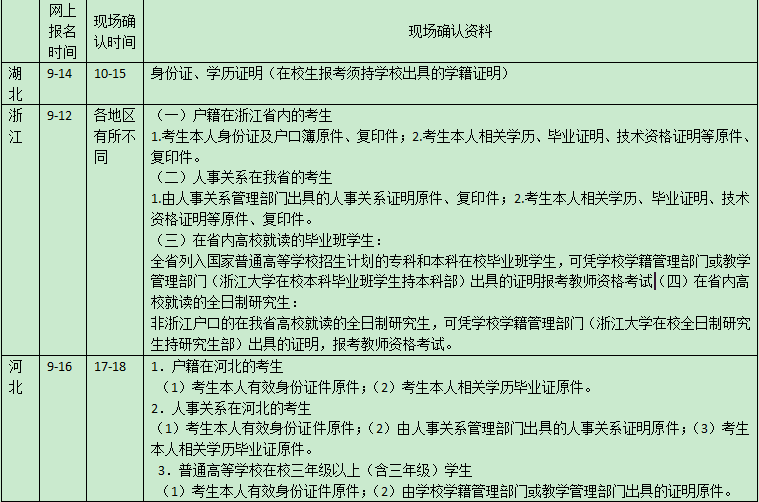 网上报名时间
现场确认时间
现场确认资料
湖北
9-14
10-15
身份证、学历证明（在校生报考须持学校出具的学籍证明）
浙江
9-12
各地区有所不同
（一）户籍在浙江省内的考生
1.考生本人身份证及户口簿原件、复印件；2.考生本人相关学历、毕业证明、技术资格证明等原件、
复印件。
（二）人事关系在我省的考生
1.由人事关系管理部门出具的人事关系证明原件、复印件；2.考生本人相关学历、毕业证明、技术
资格证明等原件、复印件。
（三）在省内高校就读的毕业班学生：
全省列入国家普通高等学校招生计划的专科和本科在校毕业班学生，可凭学校学籍管理部门或教学
管理部门（浙江大学在校本科毕业班学生持本科部）出具的证明报考教师资格考试（四）在省内高
校就读的全日制研究生：
非浙江户口的在我省高校就读的全日制研究生，可凭学校学籍管理部门（浙江大学在校全日制研究
生持研究生部）出具的证明，报考教师资格考试。
河北
9-16
17-18
1．户籍在河北的考生
（1）考生本人有效身份证件原件；（2）考生本人相关学历毕业证原件。
2．人事关系在河北的考生
（1）考生本人有效身份证件原件；（2）由人事关系管理部门出具的人事关系证明原件；（3）考生
本人相关学历毕业证原件。
3．普通高等学校在校三年级以上（含三年级）学生
（1）考生本人有效身份证件原件；（2）由学校学籍管理部门或教学管理部门出具的证明原件。